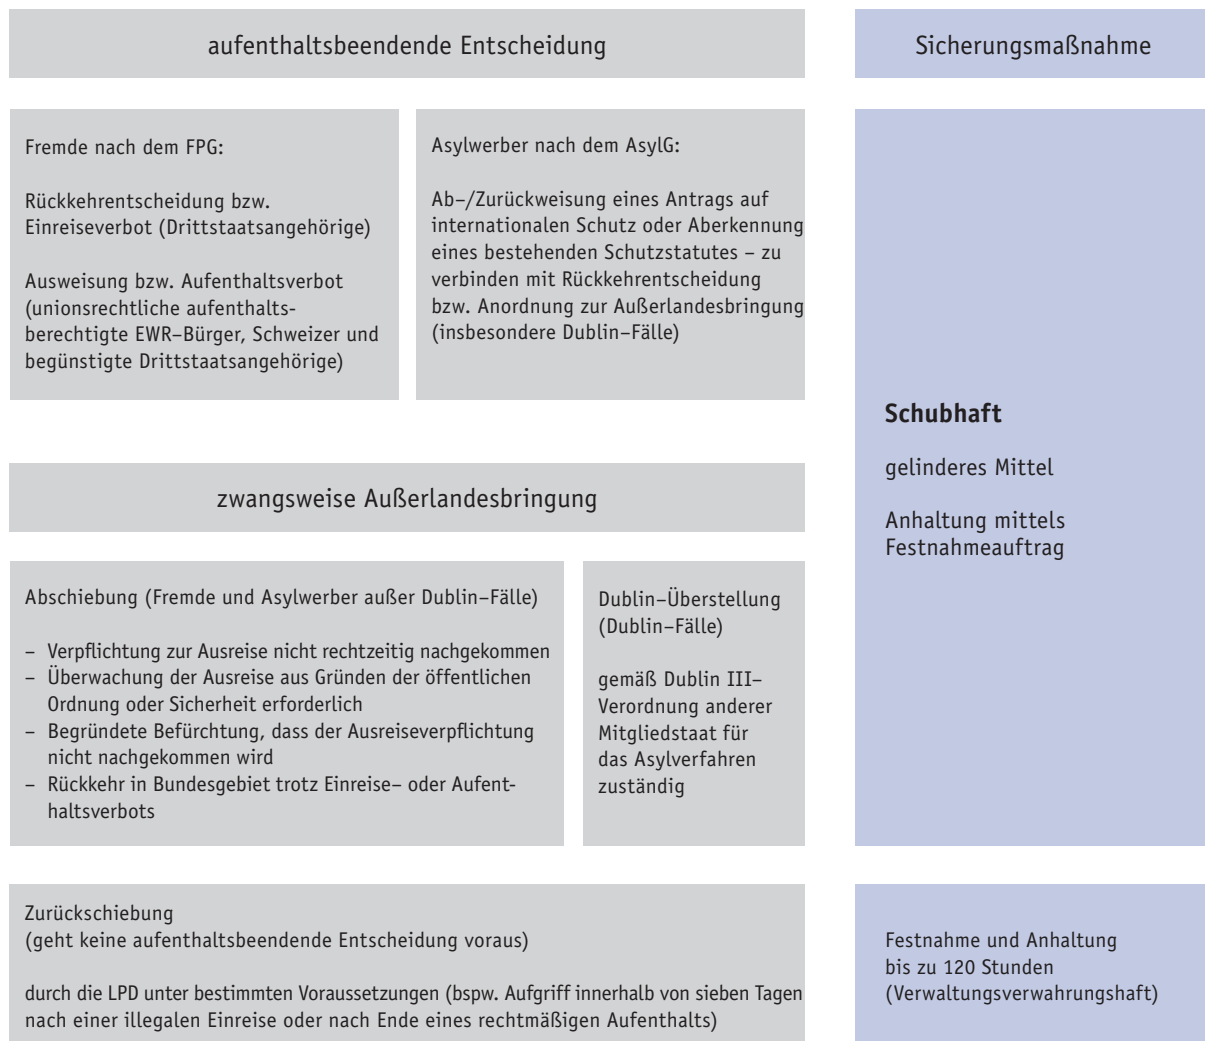 aufenthaltsbeendende Entscheidung
Sicherungsmaßnahme
Fremde nach dem FPG:
Rückkehrentscheidung bzw.
Einreiseverbot (Drittstaatsangehörige)
Ausweisung bzw. Aufenthaltsverbot
(unionsrechtliche aufenthalts-
berechtigte EWR–Bürger, Schweizer und
begünstigte Drittstaatsangehörige)
Asylwerber nach dem AsylG:
Ab–/Zurückweisung eines Antrags auf
internationalen Schutz oder Aberkennung
eines bestehenden Schutzstatutes – zu
verbinden mit Rückkehrentscheidung
bzw. Anordnung zur Außerlandesbringung
(insbesondere Dublin–Fälle)
Schubhaft
gelinderes Mittel
Anhaltung mittels
Festnahmeauftrag
zwangsweise Außerlandesbringung
Abschiebung (Fremde und Asylwerber außer Dublin–Fälle)
– Verpflichtung zur Ausreise nicht rechtzeitig nachgekommen
– Überwachung der Ausreise aus Gründen der öffentlichen
Ordnung oder Sicherheit erforderlich
– Begründete Befürchtung, dass der Ausreiseverpflichtung
nicht nachgekommen wird
– Rückkehr in Bundesgebiet trotz Einreise– oder Aufent-
haltsverbots
Dublin–Überstellung
(Dublin–Fälle)
gemäß Dublin III–
Verordnung anderer
Mitgliedstaat für
das Asylverfahren
zuständig
Zurückschiebung
(geht keine aufenthaltsbeendende Entscheidung voraus)
durch die LPD unter bestimmten Voraussetzungen (bspw. Aufgriff innerhalb von sieben Tagen
nach einer illegalen Einreise oder nach Ende eines rechtmäßigen Aufenthalts)
Festnahme und Anhaltung
bis zu 120 Stunden
(Verwaltungsverwahrungshaft)